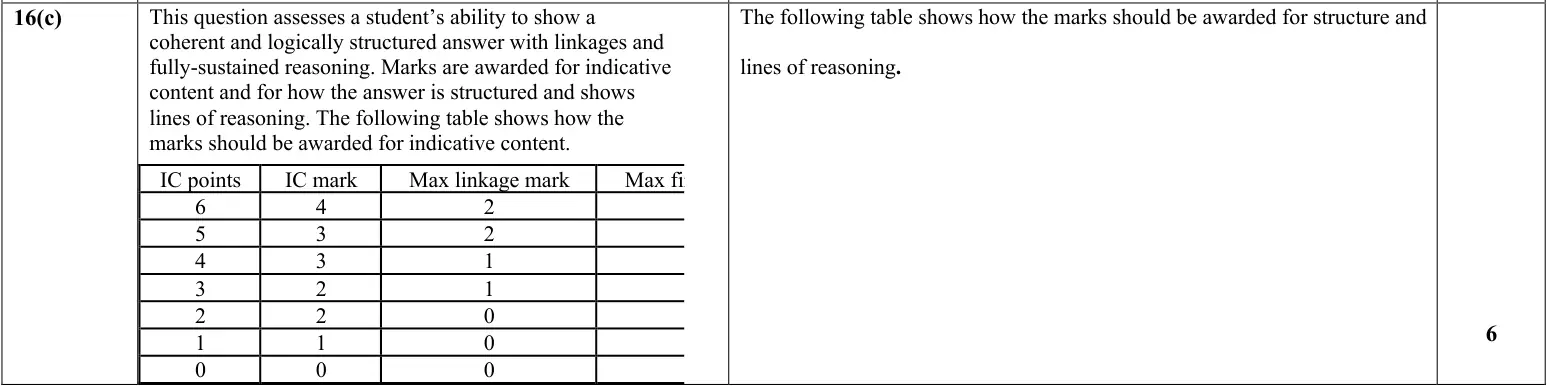 16(c)
This question assesses a student’s ability to show a
coherent and logically structured answer with linkages and
fully-sustained reasoning. Marks are awarded for indicative
content and for how the answer is structured and shows
lines of reasoning. The following table shows how the
marks should be awarded for indicative content.
IC points IC mark Max linkage mark Max
6 4 2
5 3 2
4 3 1
3 2 1
2 2 0
1 1 0
0 0 0
The following table shows how the marks should be awarded for structure and
lines of reasoning.
6